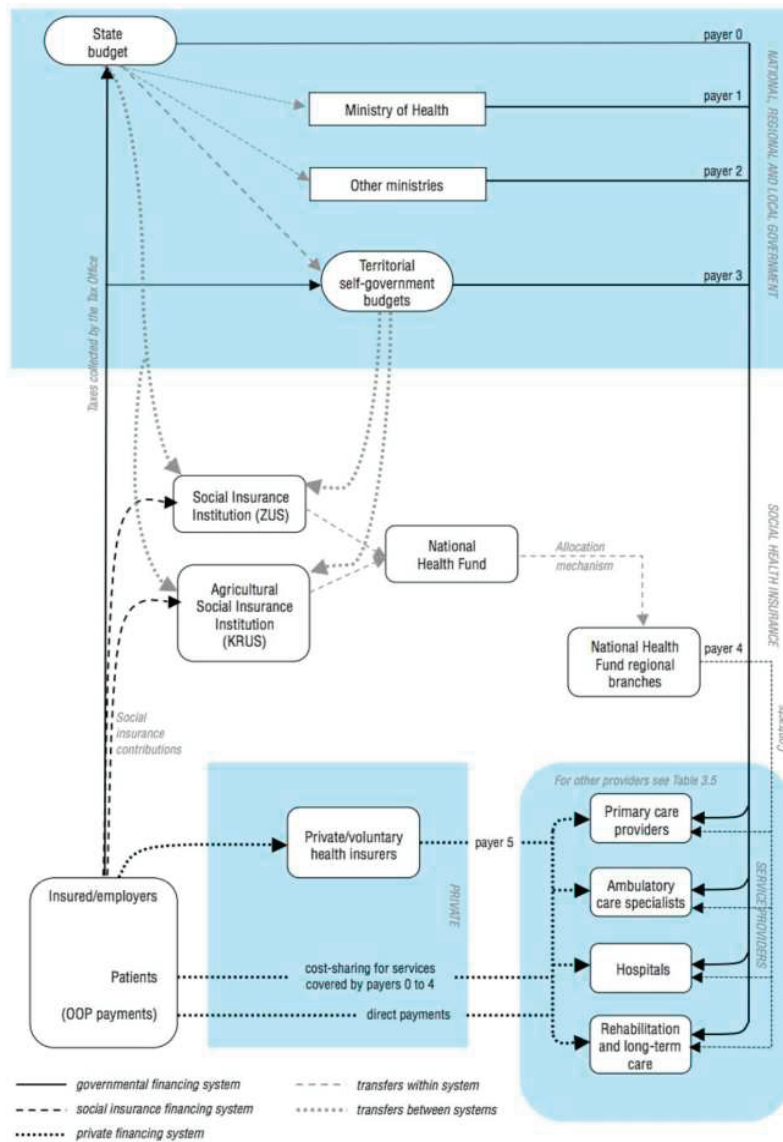 State
budget
payer 0
payer 1
Ministry of Health
payer 2
Other ministries
NATIONAL, REGIONAL AND LOCAL GOVERNMENT
Territorial
self-government
budgets
payer 3
Taxes collected by the Tax Office
Social Insurance
Institution (ZUS)
National
Health Fund
Allocation
mechanism
SOCIAL HEALTH INSURANCE
Agricultural
Social Insurance
Institution
(KRUS)
National Health
Fund regional
branches
payer 4
Contracts
Social
insurance
contributions
For other providers see Table 3.5
Private/voluntary
health insurers
payer 5
PRIVATE
Primary care
providers
Ambulatory
care specialists
SERVICE PROVIDERS
Insured/employers
Patients
cost-sharing for services
covered by payers 0 to 4
Hospitals
(OOP payments)
direct payments
Rehabilitation
and long-term
care
governmental financing system
transfers within system
social insurance financing system
transfers between systems
private financing system